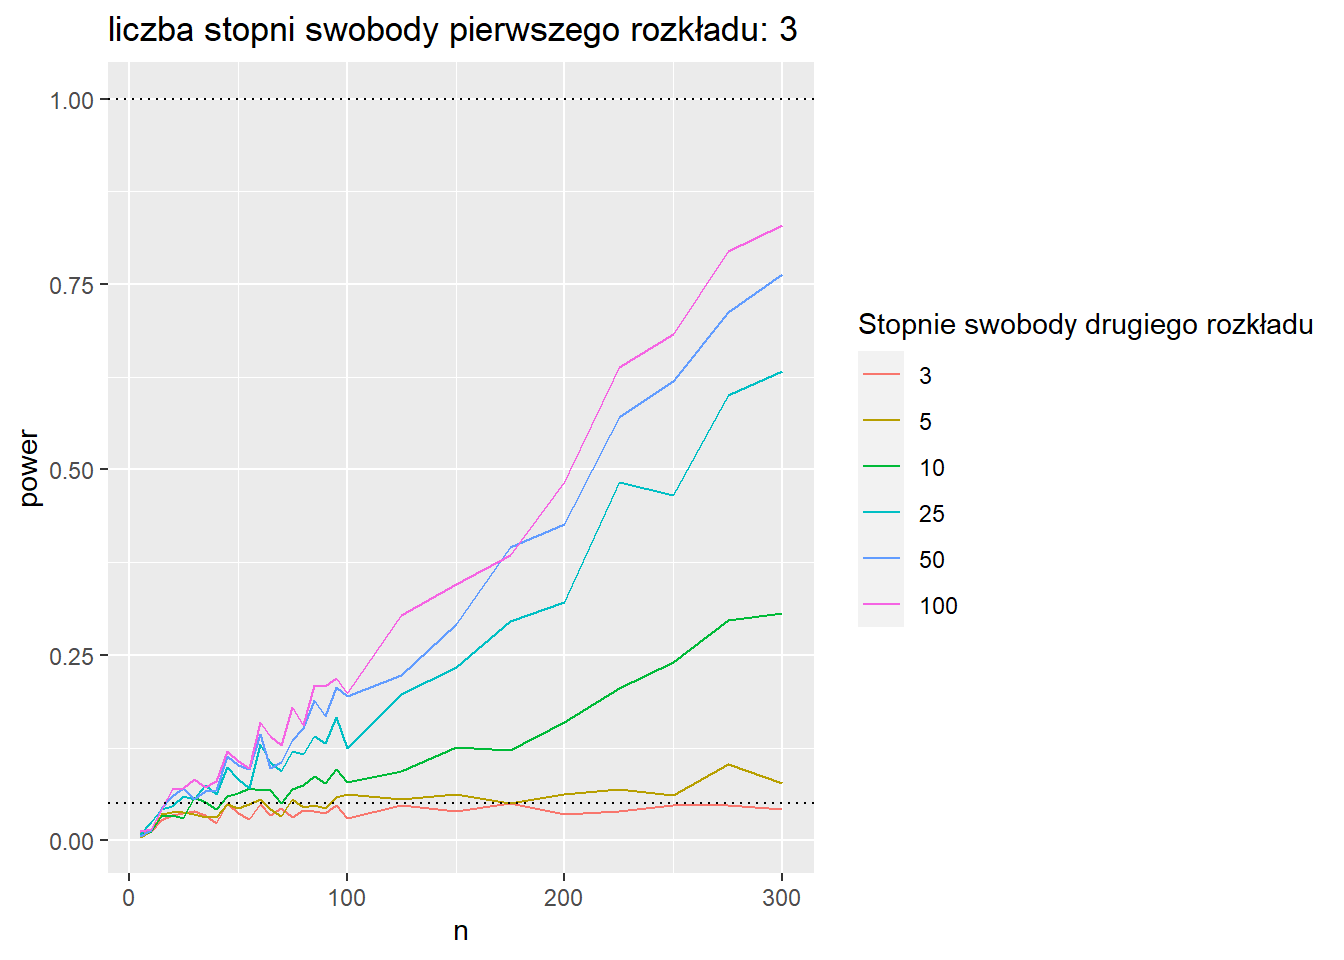 liczba stopni swobody pierwszego rozkładu: 3
1.00
0.75
0.50
0.25
0.00
power
0 100 200 300
n
Stopnie swobody drugiego rozkładu
3
5
10
25
50
100